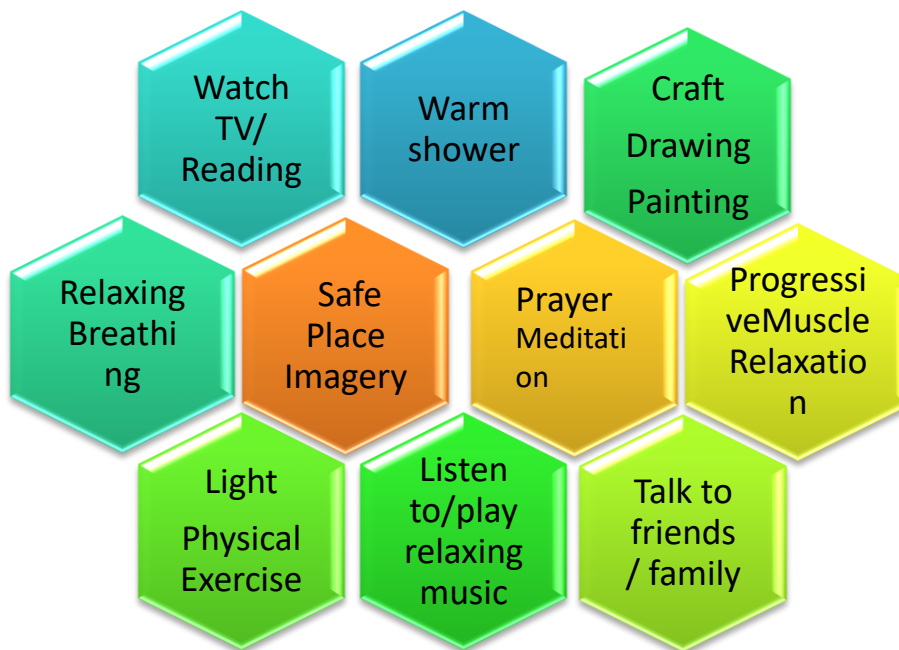 Watch
TV/
Reading
Warm
shower
Craft
Drawing
Painting
Relaxing
Breathi
ng
Safe
Place
Imagery
Prayer
Meditati
on
Progressi
veMuscle
Relaxatio
n
Light
Physical
Exercise
Listen
to/play
relaxing
music
Talk to
friends
/ family